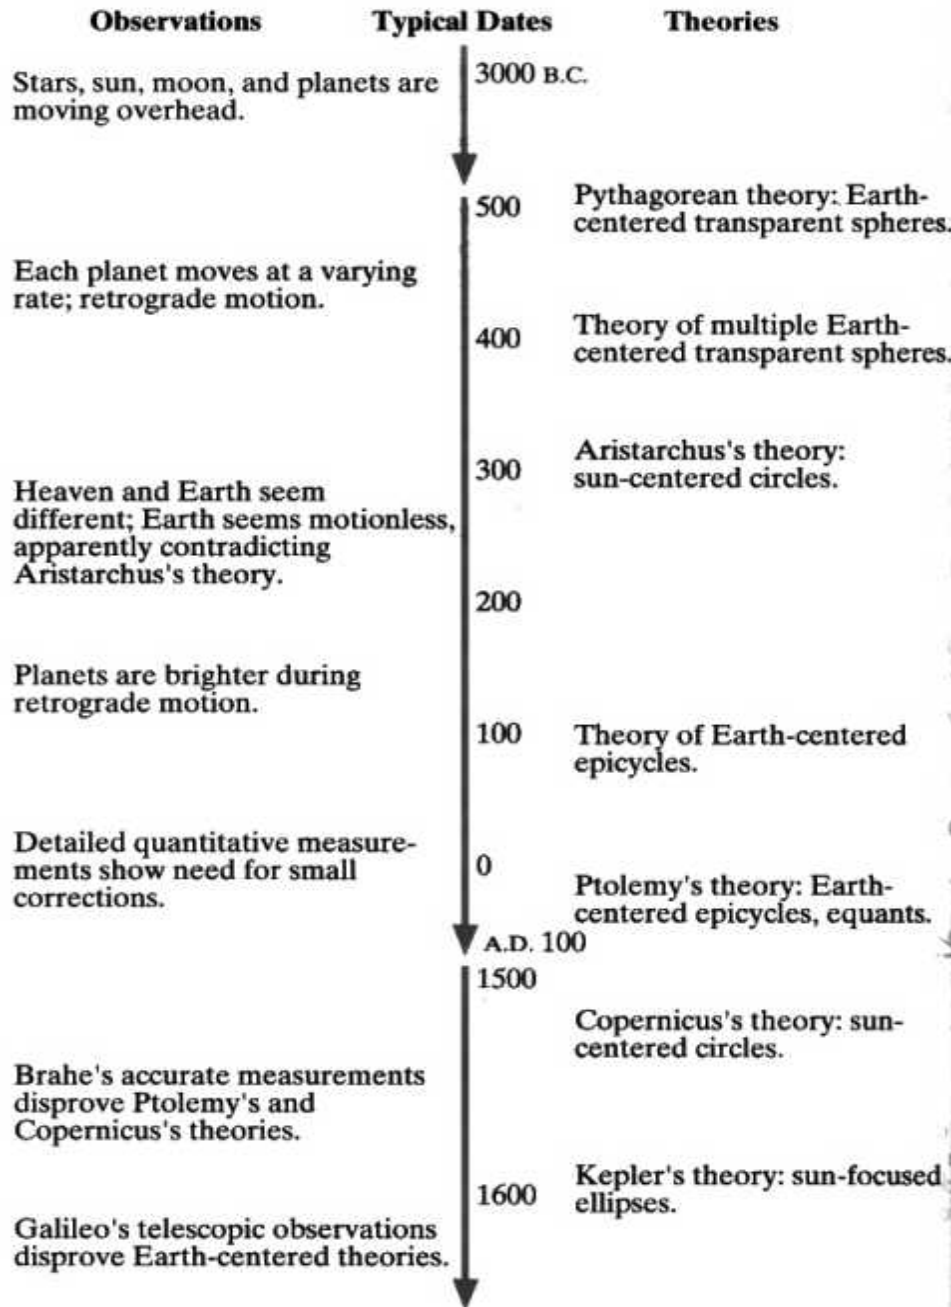 Observations Typical Dates Theories
3000 B.C.
Stars, sun, moon, and planets are
moving overhead.
500
Pythagorean theory: Earth-
centered transparent spheres.
Each planet moves at a varying
rate; retrograde motion.
400
Theory of multiple Earth-
centered transparent spheres.
300
Aristarchus's theory:
sun-centered circles.
Heaven and Earth seem
different; Earth seems motionless,
apparently contradicting
Aristarchus's theory.
200
Planets are brighter during
retrograde motion.
100
Theory of Earth-centered
epicycles.
Detailed quantitative measure-
ments show need for small
corrections.
0
Ptolemy's theory: Earth-
centered epicycles, equants.
A.D. 100
1500
Copernicus's theory: sun-
centered circles.
Brahe's accurate measurements
disprove Ptolemy's and
Copernicus's theories.
1600
Kepler's theory: sun-focused
ellipses.
Galileo's telescopic observations
disprove Earth-centered theories.